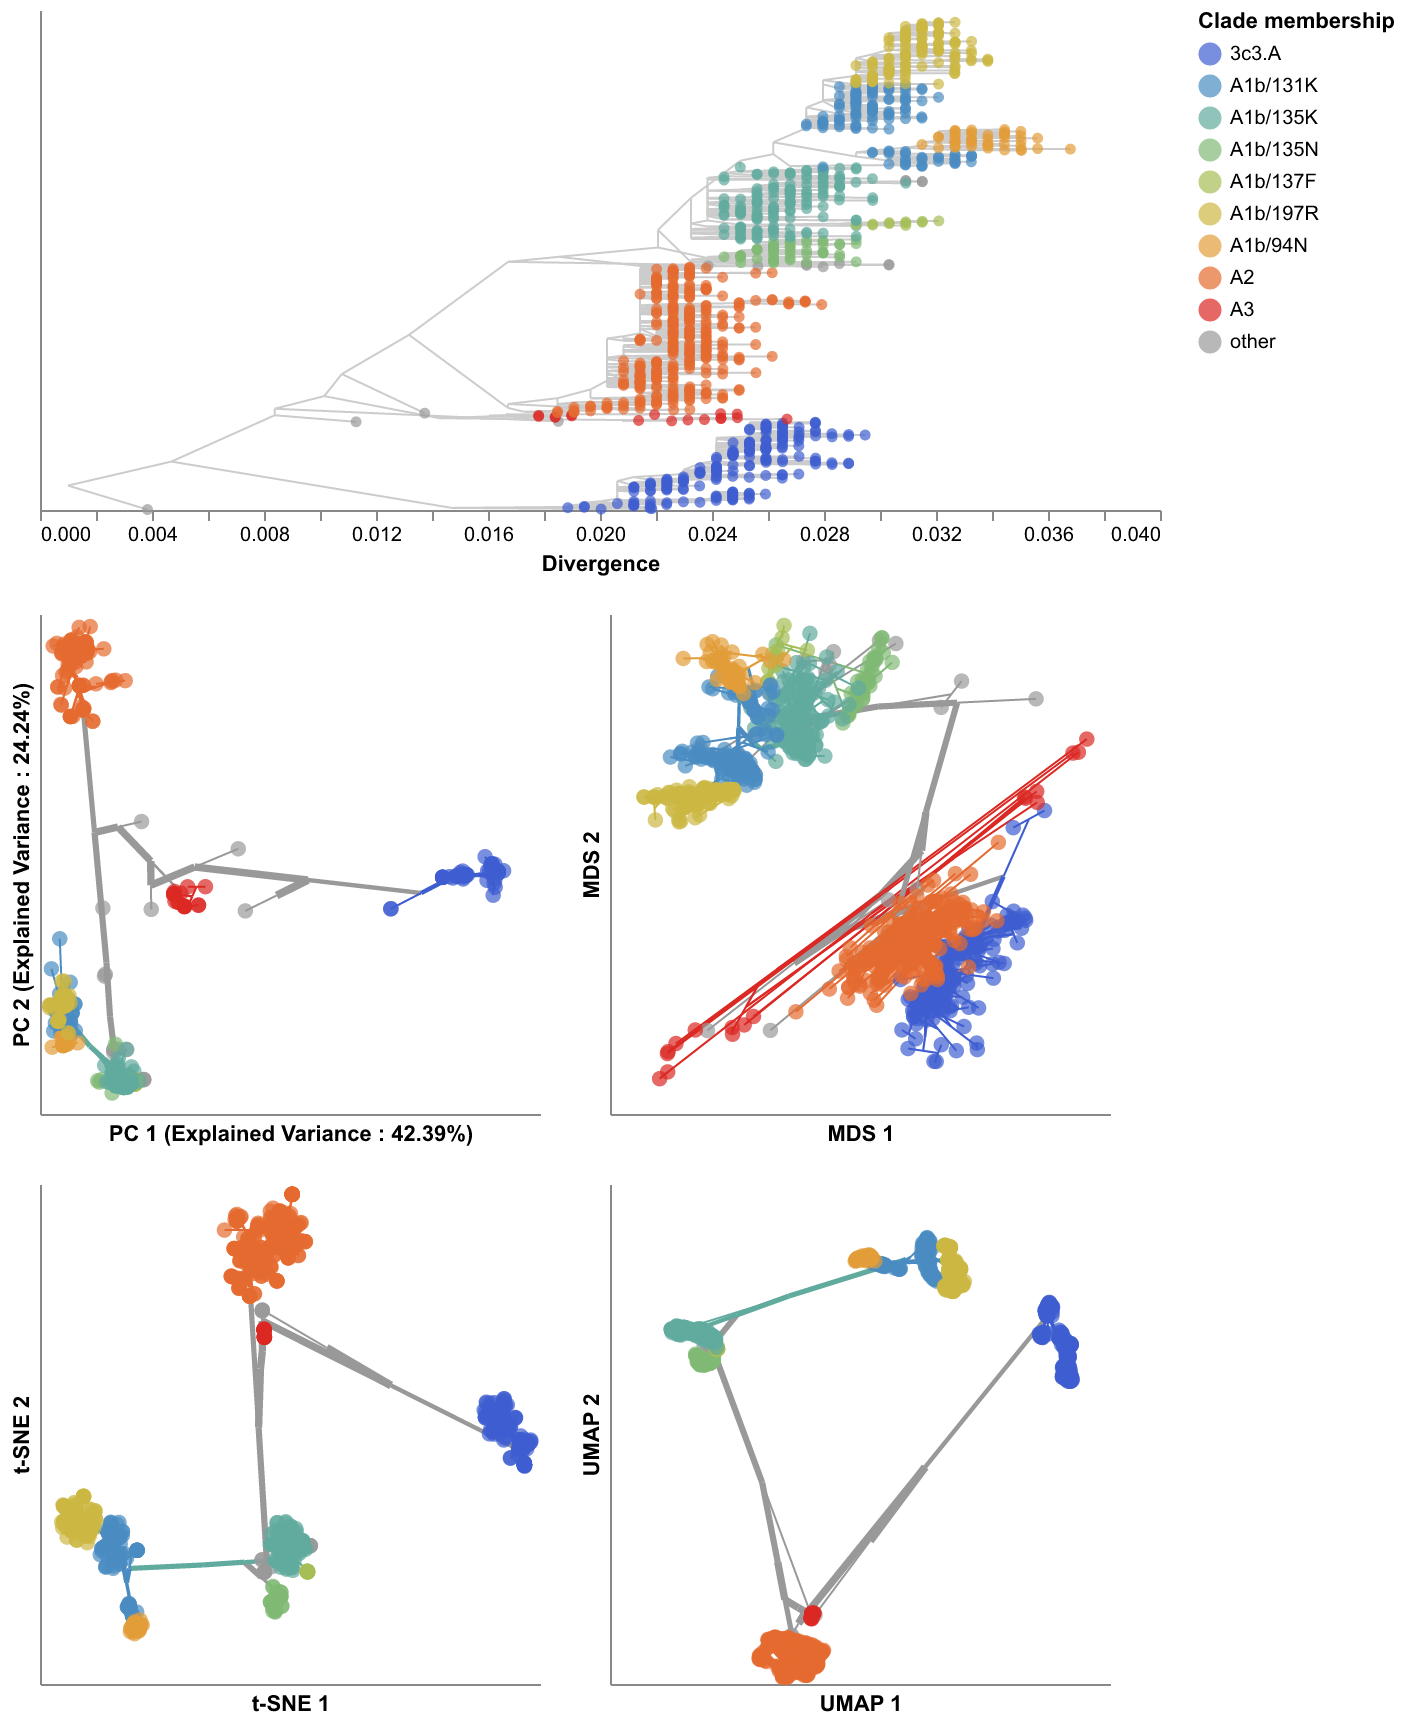 Clade membership
3c3.A
A1b/131K
A1b/135K
A1b/135N
A1b/137F
A1b/197R
A1b/94N
A2
A3
other
0.000 0.004 0.008 0.012 0.016 0.020 0.024 0.028 0.032 0.036 0.040
Divergence
PC 2 (Explained Variance : 24.24%)
PC 1 (Explained Variance : 42.39%)
MDS 2
MDS 1
t-SNE 2
t-SNE 1
UMAP 2
UMAP 1